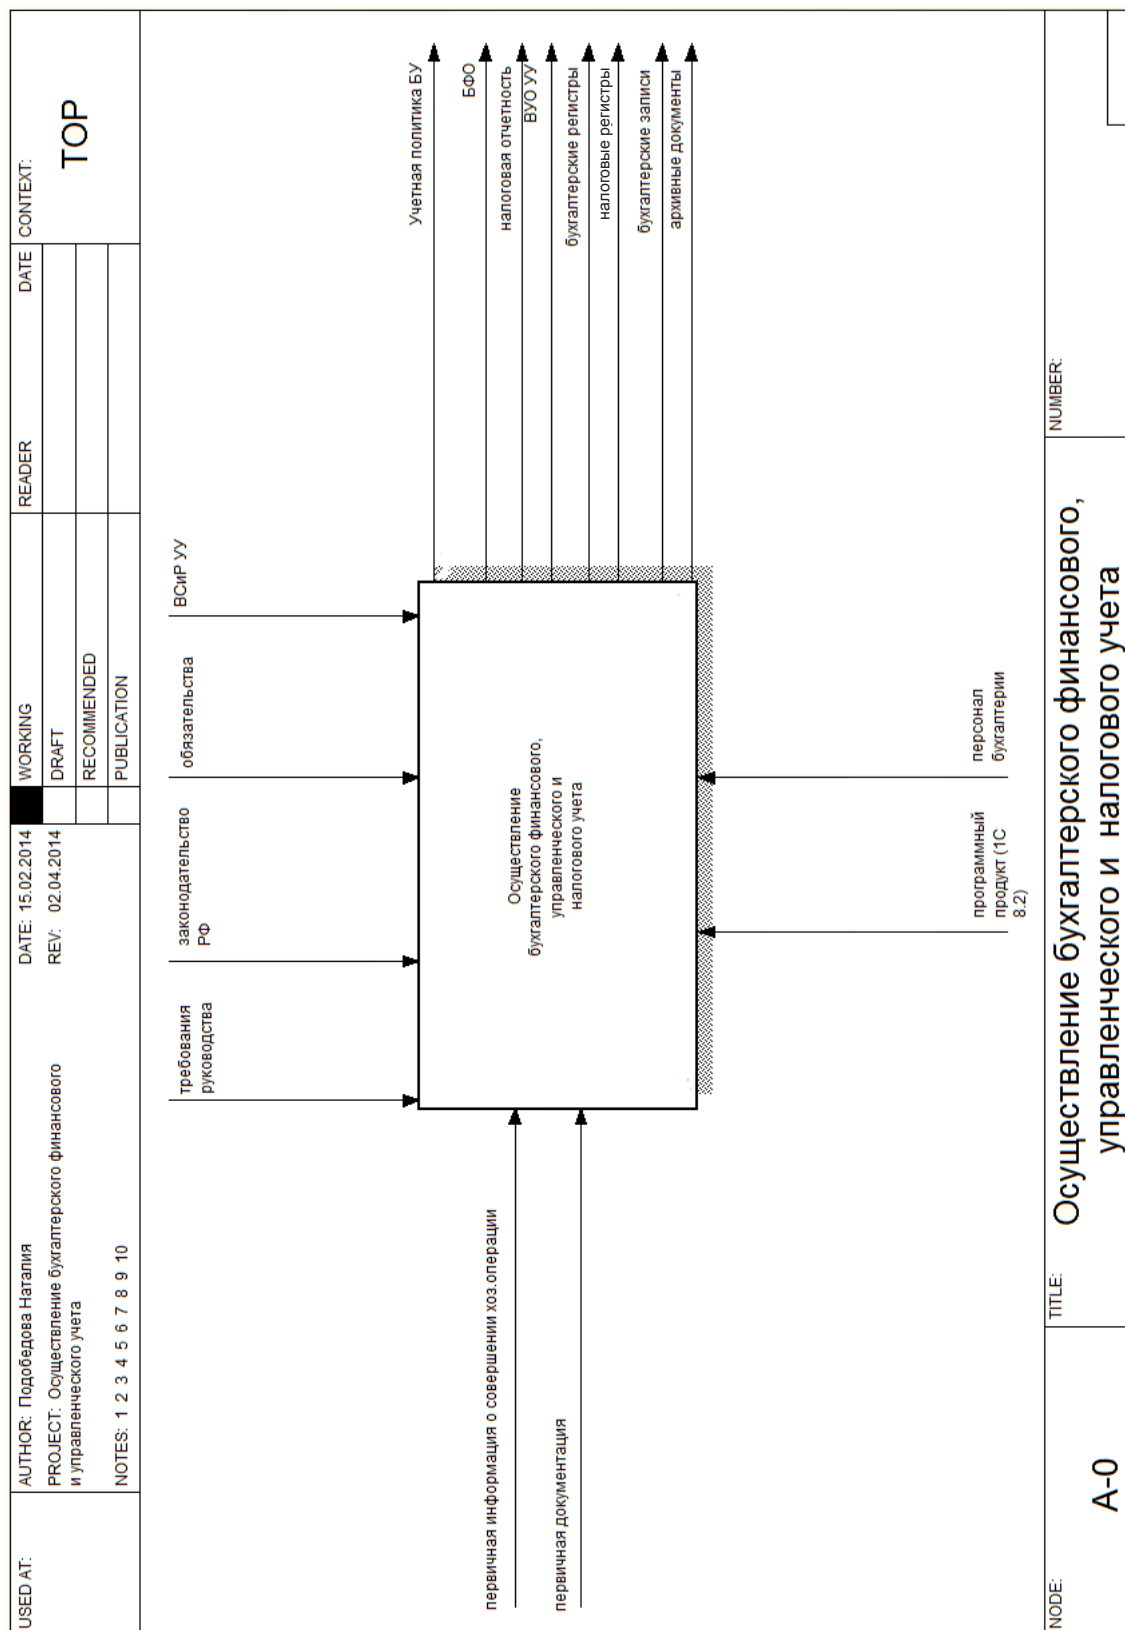 USED AT:
AUTHOR: Подобедова Наталия
DATE: 15.02.2014
PROJECT: Осуществление бухгалтерского финансового
и управленческого учета
REV: 02.04.2014
NOTES: 1 2 3 4 5 6 7 8 9 10
WORKING
DRAFT
RECOMMENDED
PUBLICATION
READER
DATE
CONTEXT:
TOP
требования
руководства
законодательство
РФ
обязательства
ВСиР УУ
первичная информация о совершении хоз.операции
первичная документация
Осуществление
бухгалтерского финансового,
управленческого и
налогового учета
Учетная политика БУ
БФО
налоговая отчетность
ВУО УУ
бухгалтерские регистры
налоговые регистры
бухгалтерские записи
архивные документы
программный
продукт (1С
8.2)
персонал
бухгалтерии
NODE:
A-0
TITLE:
Осуществление бухгалтерского финансового,
управленческого и налогового учета
NUMBER: